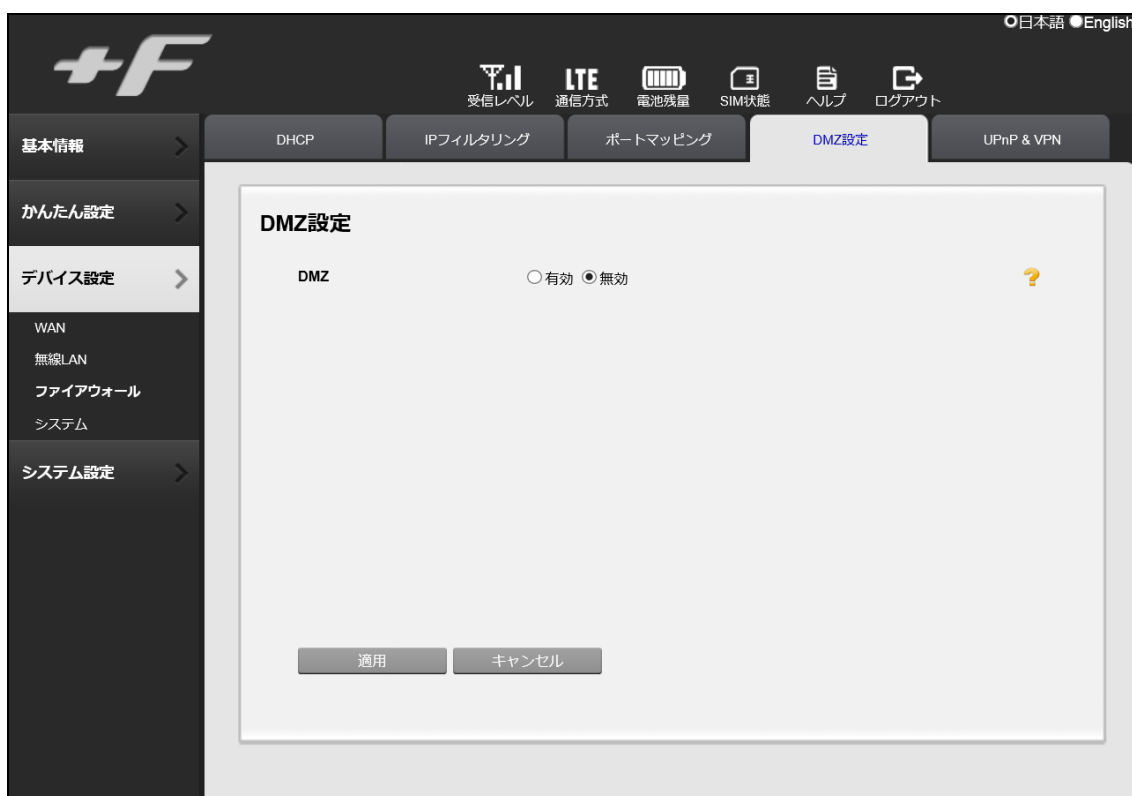 日本語 English
+F
受信レベル LTE 通信方式 電池残量 SIM状態 ヘルプ ログアウト
DHCP IPフィルタリング ポートマッピング DMZ設定 UPnP & VPN
基本情報
かんたん設定
デバイス設定
WAN
無線LAN
ファイアウォール
システム
システム設定
DMZ設定
DMZ 有効 無効 ?
適用 キャンセル